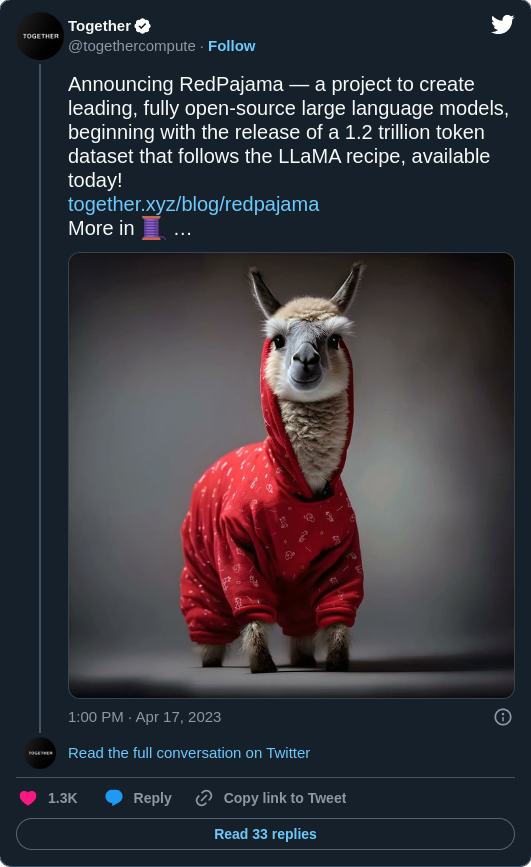 TOGETHER
Together
@togethercompute · Follow
Announcing RedPajama — a project to create
leading, fully open-source large language models,
beginning with the release of a 1.2 trillion token
dataset that follows the LLaMA recipe, available
today!
together.xyz/blog/redpajama
More in 🧵 …
1:00 PM · Apr 17, 2023
TOGETHER
Read the full conversation on Twitter
1.3K Reply Copy link to Tweet
Read 33 replies